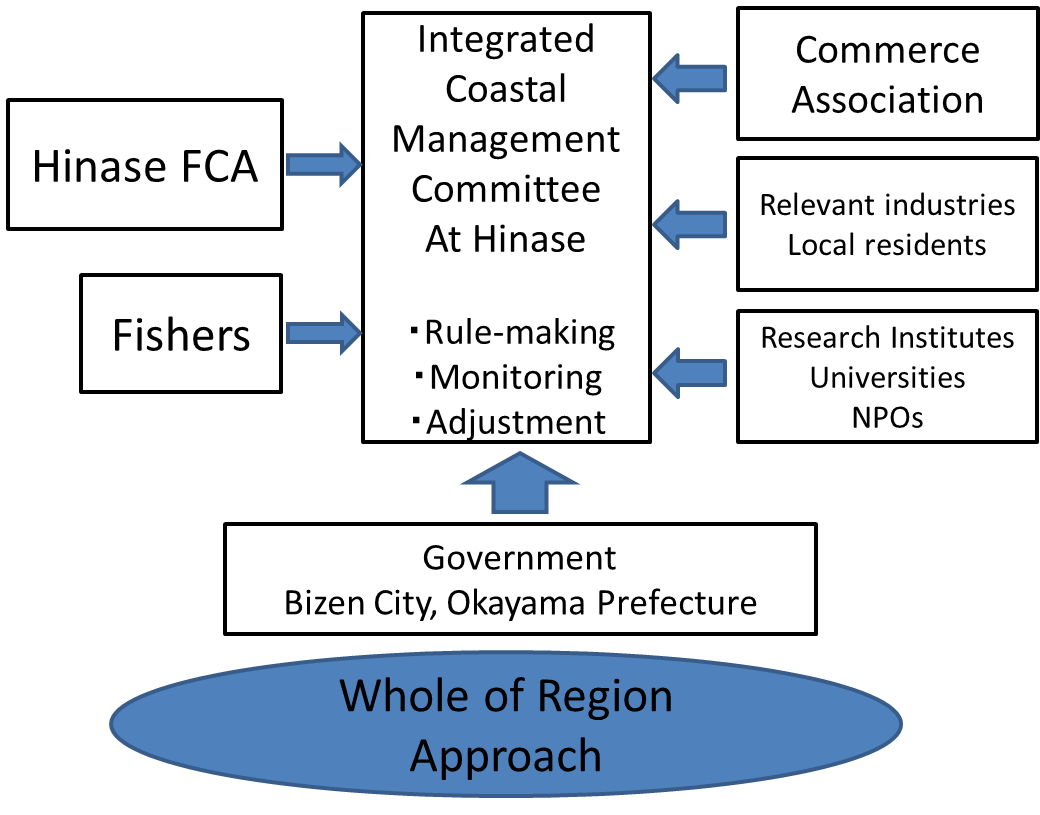 Integrated
Coastal
Management
Committee
At Hinase
・Rule-making
・Monitoring
・Adjustment
Hinase FCA
Fishers
Commerce
Association
Relevant industries
Local residents
Research Institutes
Universities
NPOs
Government
Bizen City, Okayama Prefecture
Whole of Region
Approach